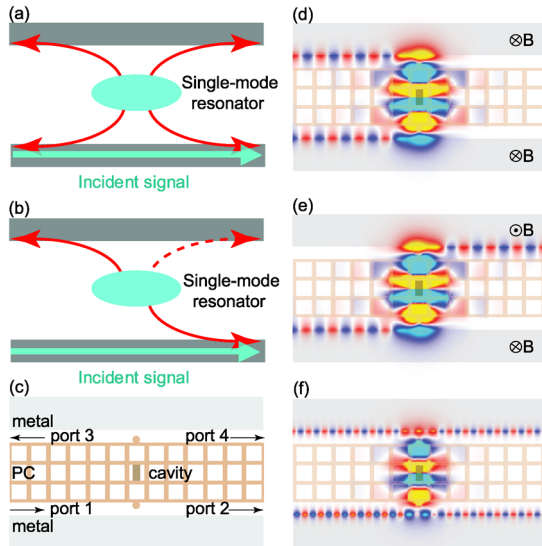 (a)
Single-mode
resonator
Incident signal
(b)
Single-mode
resonator
Incident signal
(c)
metal
port 3
port 4
PC
cavity
port 1
port 2
metal
(d)
⊗B
⊗B
(e)
⊙B
⊗B
(f)